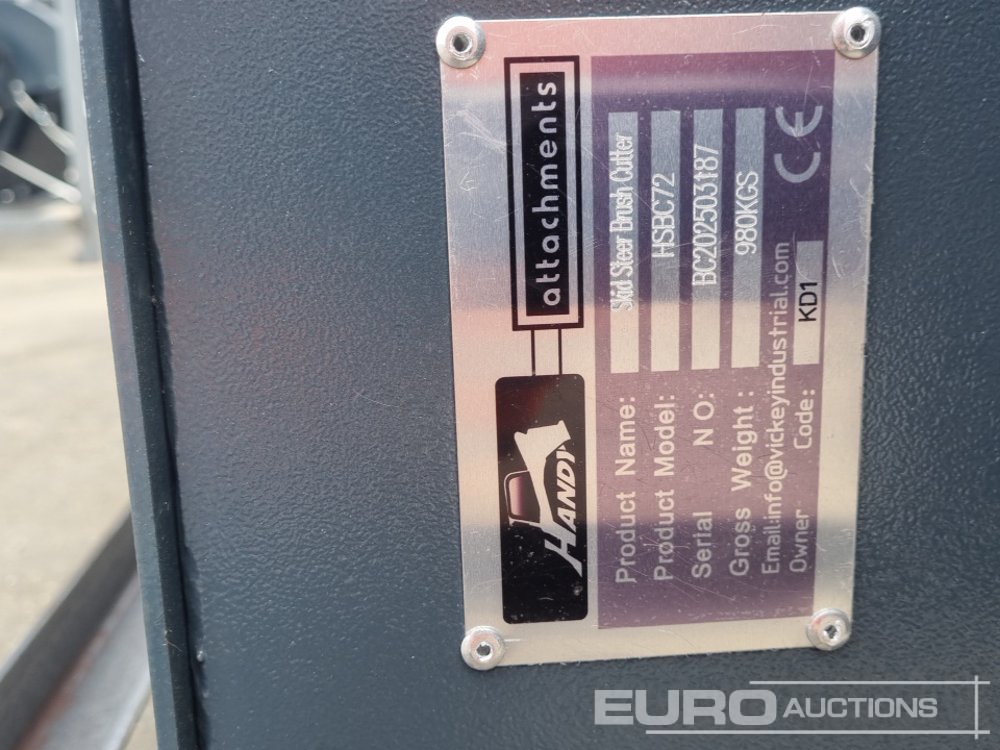 HANDY
attachments
Product Name: Skid Steer Brush Cutter
Product Model: HSBC72
Serial NO: BC202503187
Gross Weight: 980KGS
Email:info@vickeyindustrial.com
Owner Code: KD1
CE
EURO AUCTIONS